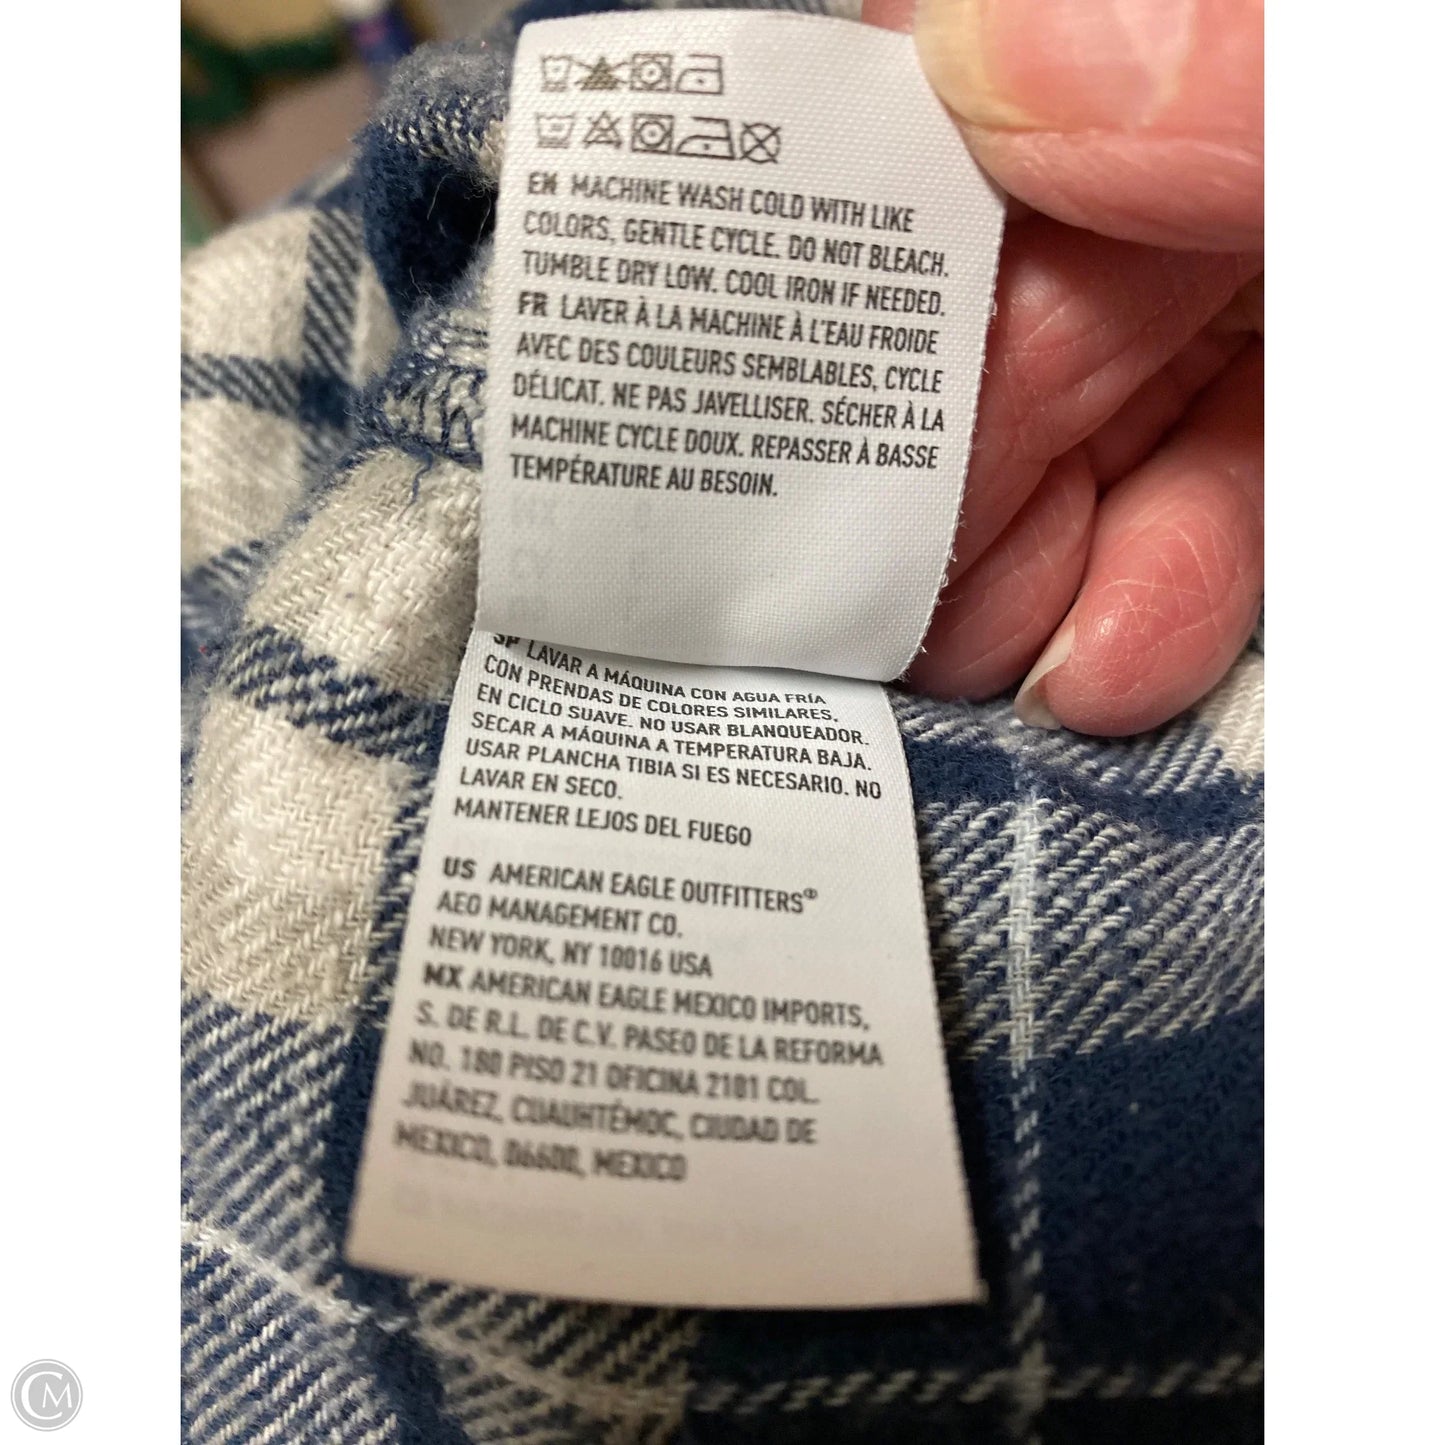 EN MACHINE WASH COLD WITH LIKE
COLORS, GENTLE CYCLE. DO NOT BLEACH.
TUMBLE DRY LOW. COOL IRON IF NEEDED.
FR LAVER À LA MACHINE À L'EAU FROIDE
AVEC DES COULEURS SEMBLABLES, CYCLE
DÉLICAT. NE PAS JAVELLISER. SÉCHER À LA
MACHINE CYCLE DOUX. REPASSER À BASSE
TEMPÉRATURE AU BESOIN.
SP LAVAR A MÁQUINA CON AGUA FRÍA
CON PRENDAS DE COLORES SIMILARES,
EN CICLO SUAVE. NO USAR BLANQUEADOR.
SECAR A MÁQUINA A TEMPERATURA BAJA.
USAR PLANCHA TIBIA SI ES NECESARIO. NO
LAVAR EN SECO.
MANTENER LEJOS DEL FUEGO
US AMERICAN EAGLE OUTFITTERS®
AEO MANAGEMENT CO.
NEW YORK, NY 10016 USA
MX AMERICAN EAGLE MEXICO IMPORTS,
S. DE R.L. DE C.V. PASEO DE LA REFORMA
NO. 180 PISO 21 OFICINA 2101 COL.
JUÁREZ, CUAUHTÉMOC, CIUDAD DE
MEXICO, 06600, MEXICO
CM